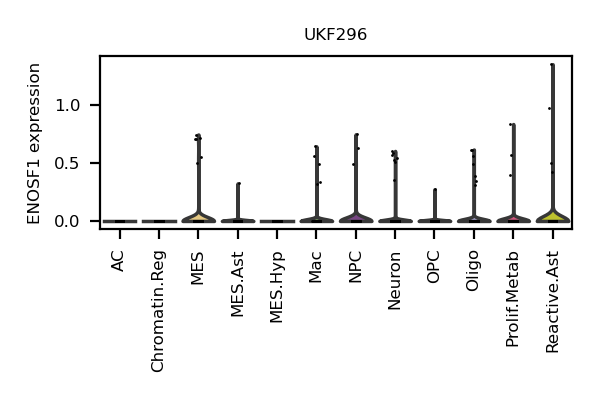 UKF296
ENOSF1 expression
1.0
0.5
0.0
AC
Chromatin.Reg
MES
MES.Ast
MES.Hyp
Mac
NPC
Neuron
OPC
Oligo
Prolif.Metab
Reactive.Ast